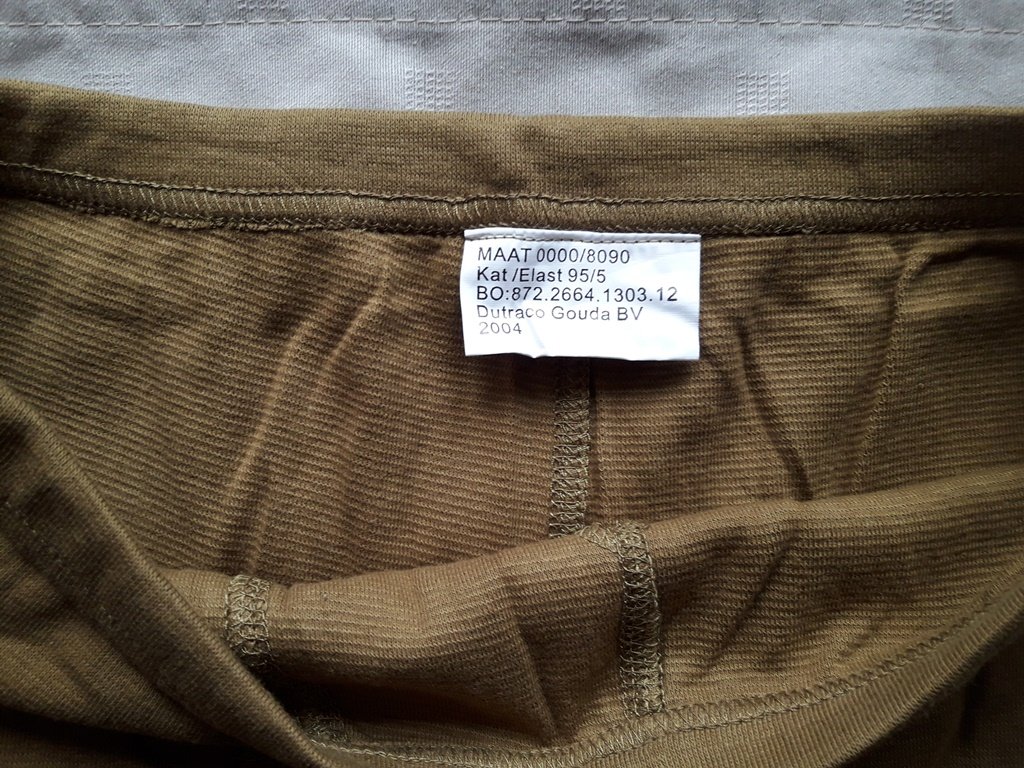 MAAT 0000/8090
Kat /Elast 95/5
BO:872.2664.1303.12
Dutraco Gouda BV
2004